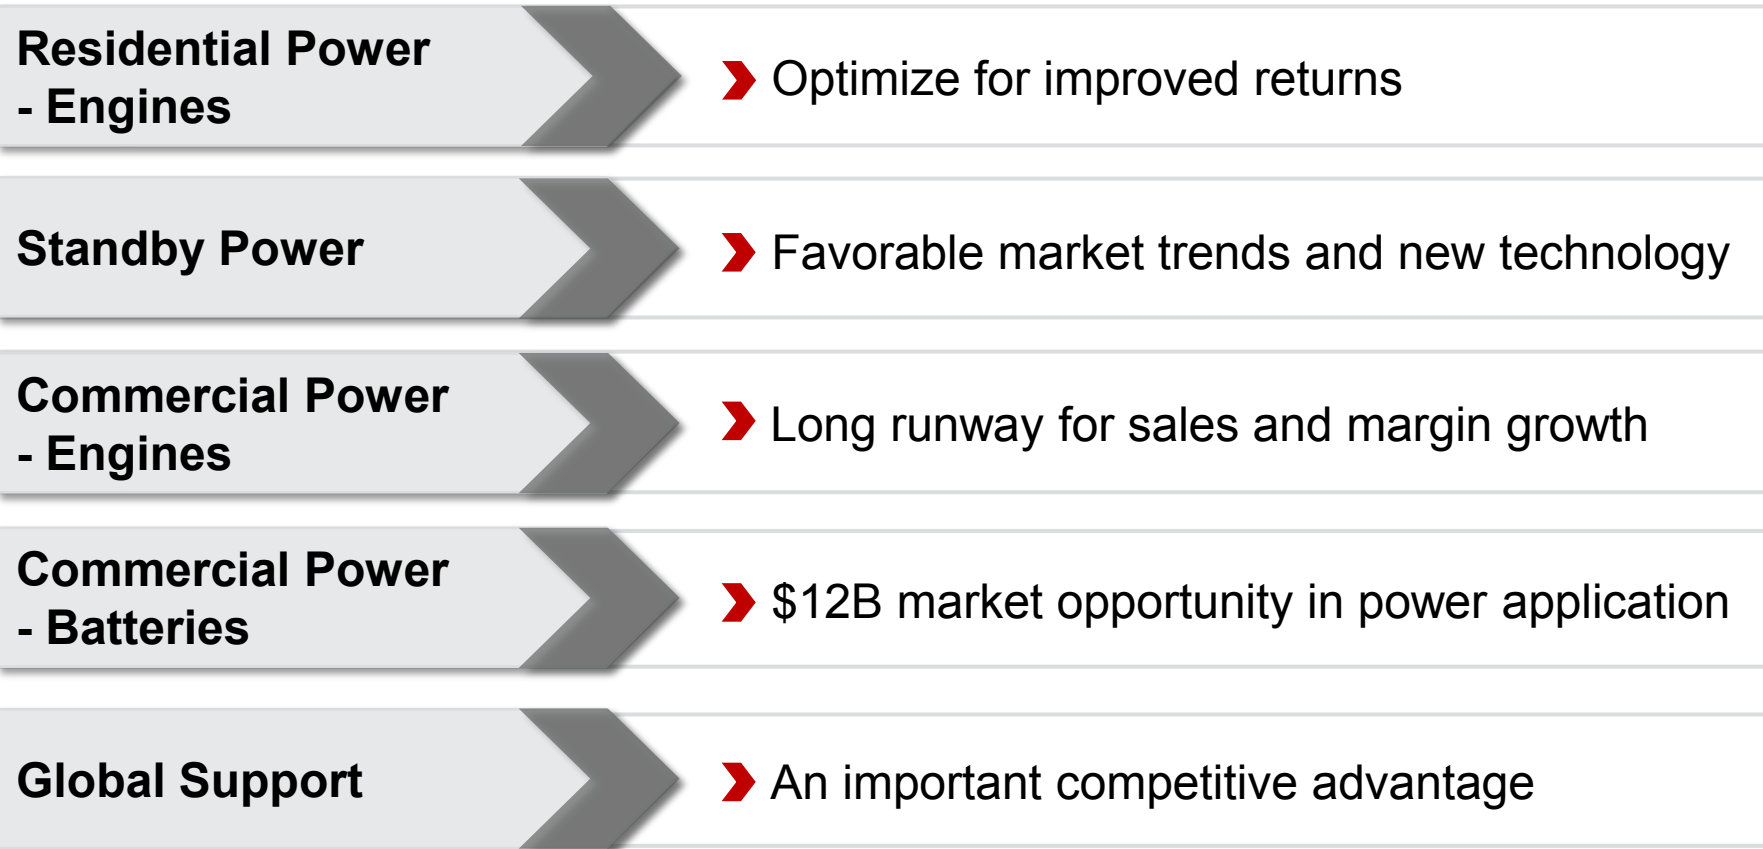 Residential Power
- Engines
Optimize for improved returns
Standby Power
Favorable market trends and new technology
Commercial Power
- Engines
Long runway for sales and margin growth
Commercial Power
- Batteries
$12B market opportunity in power application
Global Support
An important competitive advantage